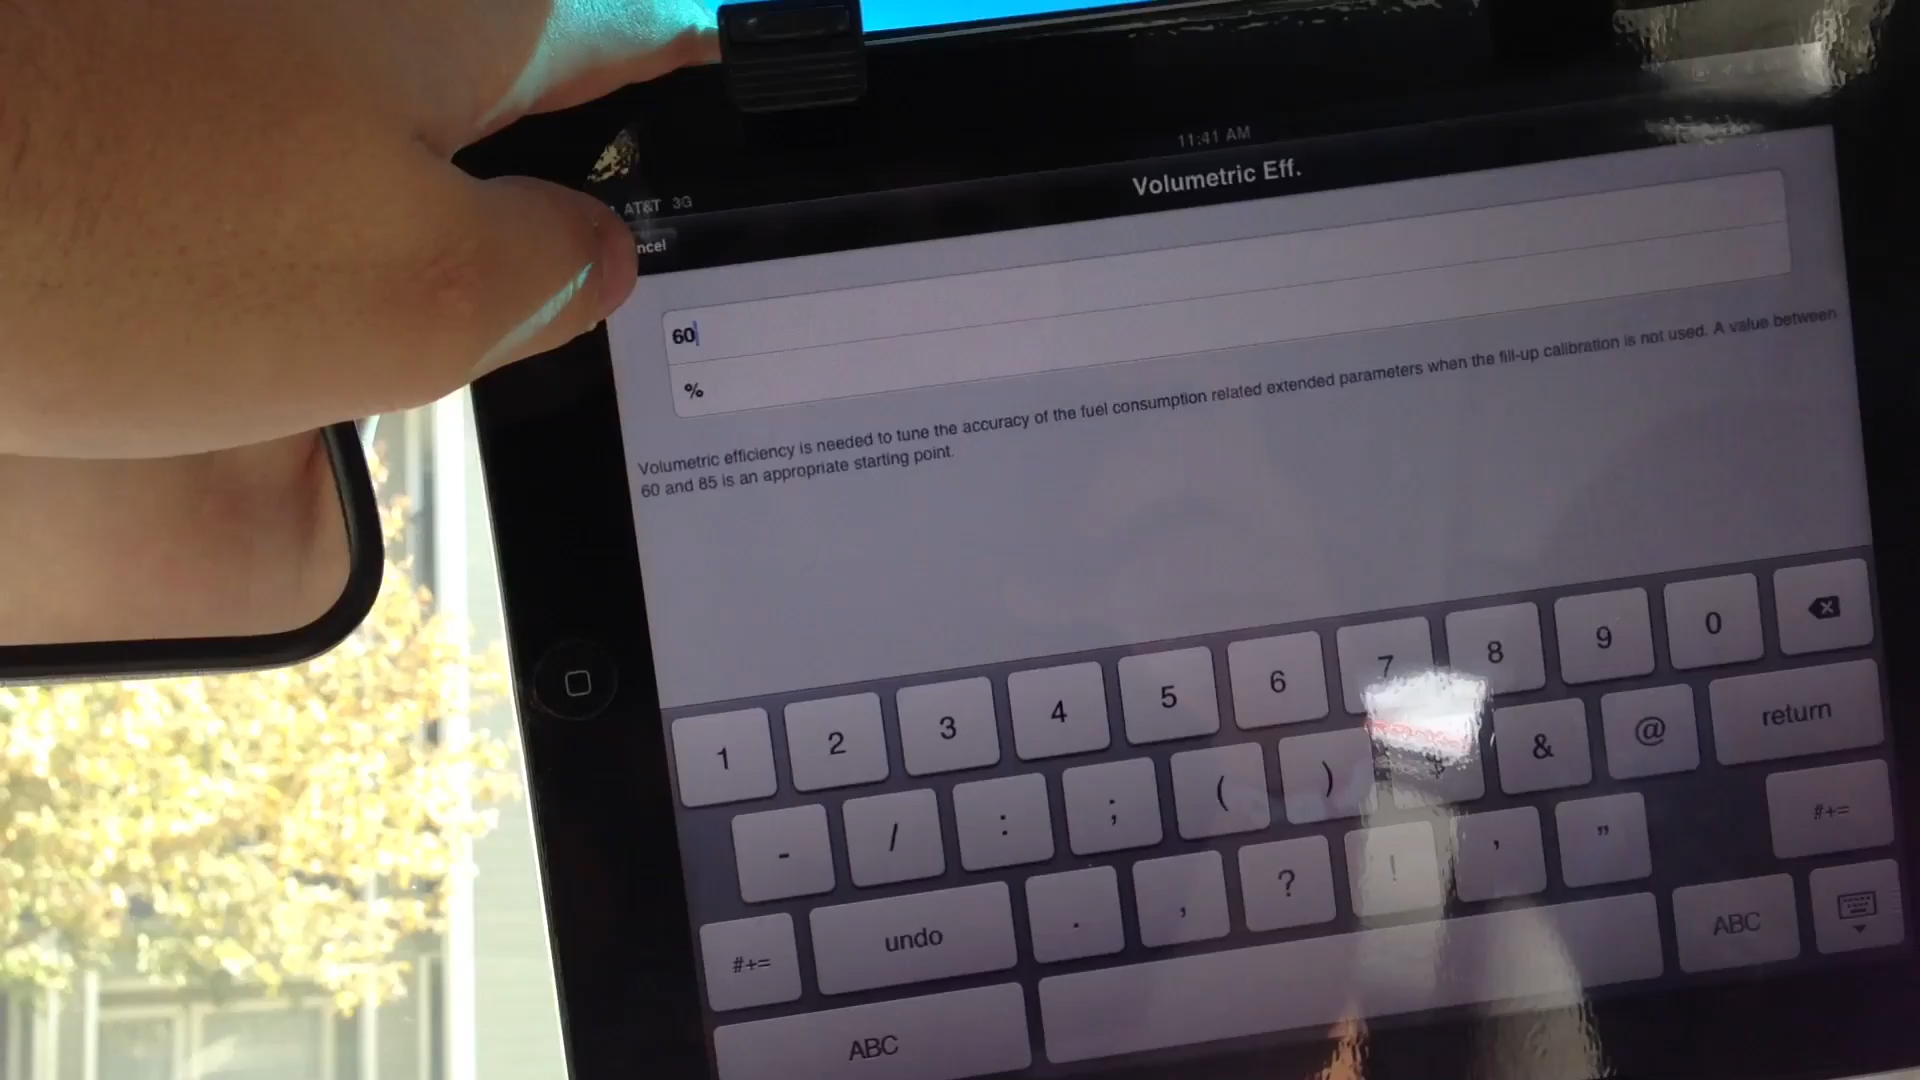 11:41 AM
AT&T 3G
Volumetric Eff.
ncel
60
%
Volumetric efficiency is needed to tune the accuracy of the fuel consumption related extended parameters when the fill-up calibration is not used. A value between
60 and 85 is an appropriate starting point.
1 2 3 4 5 6 7 8 9 0
- / : ; ( ) $ & @ return
#+= undo . , ? ! ' " #+=
ABC ABC